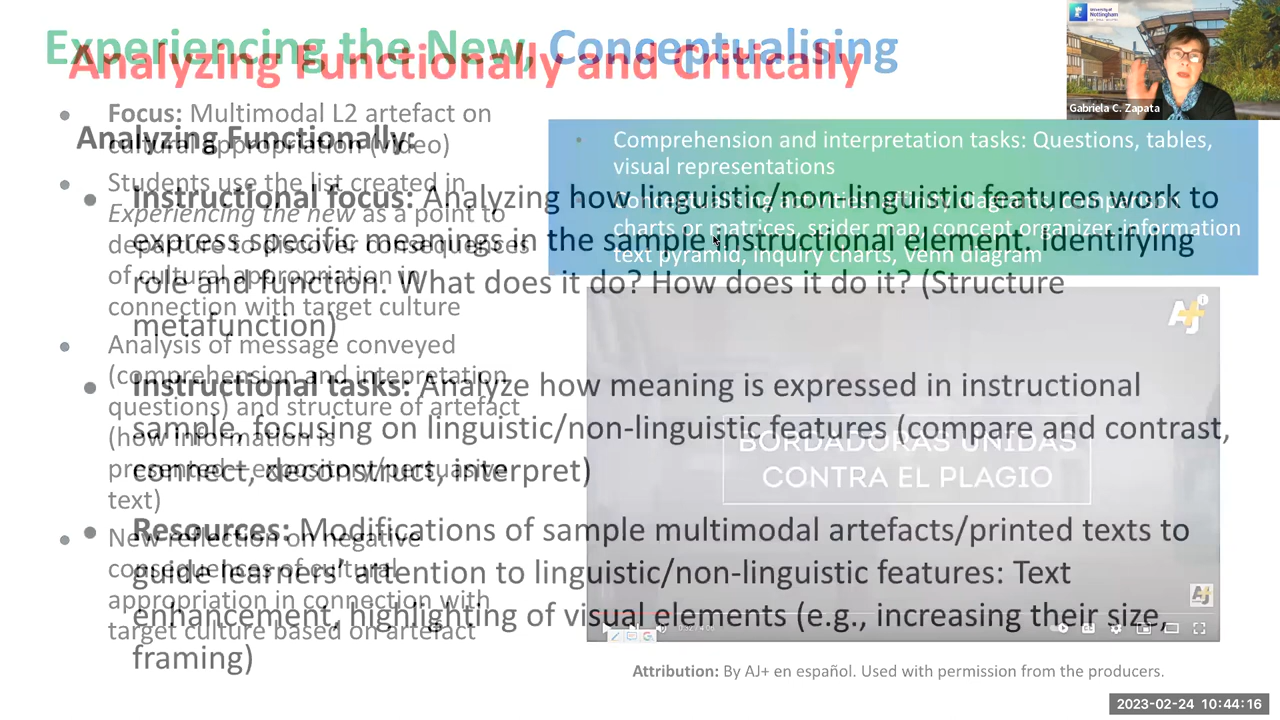 Experiencing the New, Conceptualising
Focus: Multimodal L2 artefact on
cultural appropriation (video)
Students use the list created in
Experiencing the new as a point to
departure to discover consequences
of cultural appropriation in
connection with target culture
Analysis of message conveyed
(comprehension and intepretation
questions) and structure of artefact
(how information is
presented – expository/persuasive
text)
New reflection on negative
consequences of cultural
appropriation in connection with
target culture based on artefact
Comprehension and interpretation tasks: Questions, tables,
visual representations
Conceptualising activities: affinity diagrams, comparison
charts or matrices, spider map, concept organizer, information
text pyramid, inquiry charts, Venn diagram
BORDADORAS UNIDAS
CONTRA EL PLAGIO
Attribution: By AJ+ en español. Used with permission from the producers.
Analyzing Functionally and Critically
Analyzing Functionally:
Instructional focus: Analyzing how linguistic/non-linguistic features work to
express specific meanings in the sample instructional element. Identifying
role and function. What does it do? How does it do it? (Structure
metafunction)
Instructional tasks: Analyze how meaning is expressed in instructional
sample, focusing on linguistic/non-linguistic features (compare and contrast,
connect, deconstruct, interpret)
Resources: Modifications of sample multimodal artefacts/printed texts to
guide learners' attention to linguistic/non-linguistic features: Text
enhancement, highlighting of visual elements (e.g., increasing their size,
framing)
University of
Nottingham
Gabriela C. Zapata
2023-02-24 10:44:16